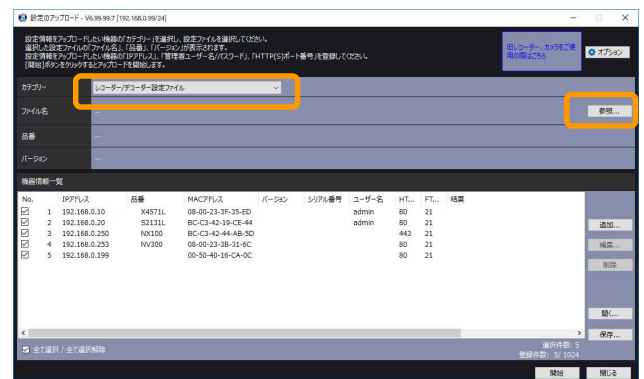 設定のアップロード - V6.99.99.7 [192.168.0.99/24]
設定情報をアップロードしたい機器の「カテゴリー」を選択し、設定ファイルを選択してください。
選択した設定ファイルの「ファイル名」、「品番」、「バージョン」が表示されます。
設定情報をアップロードしたい機器の「IPアドレス」、「管理者ユーザー名/パスワード」、「HTTP(S)ポート番号」を登録してください。
[開始]ボタンをクリックするとアップロードを開始します。
旧レコーダー、カメラをご使用の際はこちら
オプション
カテゴリー レコーダー/デコーダー設定ファイル
ファイル名 -- 参照...
品番 --
バージョン --
機器情報一覧
No. IPアドレス 品番 MACアドレス バージョン シリアル番号 ユーザー名 HT... FT... 結果
1 192.168.0.10 X4571L 08-00-23-3F-35-ED admin 80 21
2 192.168.0.20 S2131L BC-C3-42-19-CE-44 admin 80 21
3 192.168.0.250 NX100 BC-C3-42-44-AB-5D 443 21
4 192.168.0.253 NV300 08-00-23-3B-31-6C 80 21
5 192.168.0.199 00-50-40-16-CA-0C 80 21
追加...
編集...
削除
開く...
保存...
全て選択 / 全て選択解除
選択件数: 5
登録件数: 5/ 1024
開始 閉じる